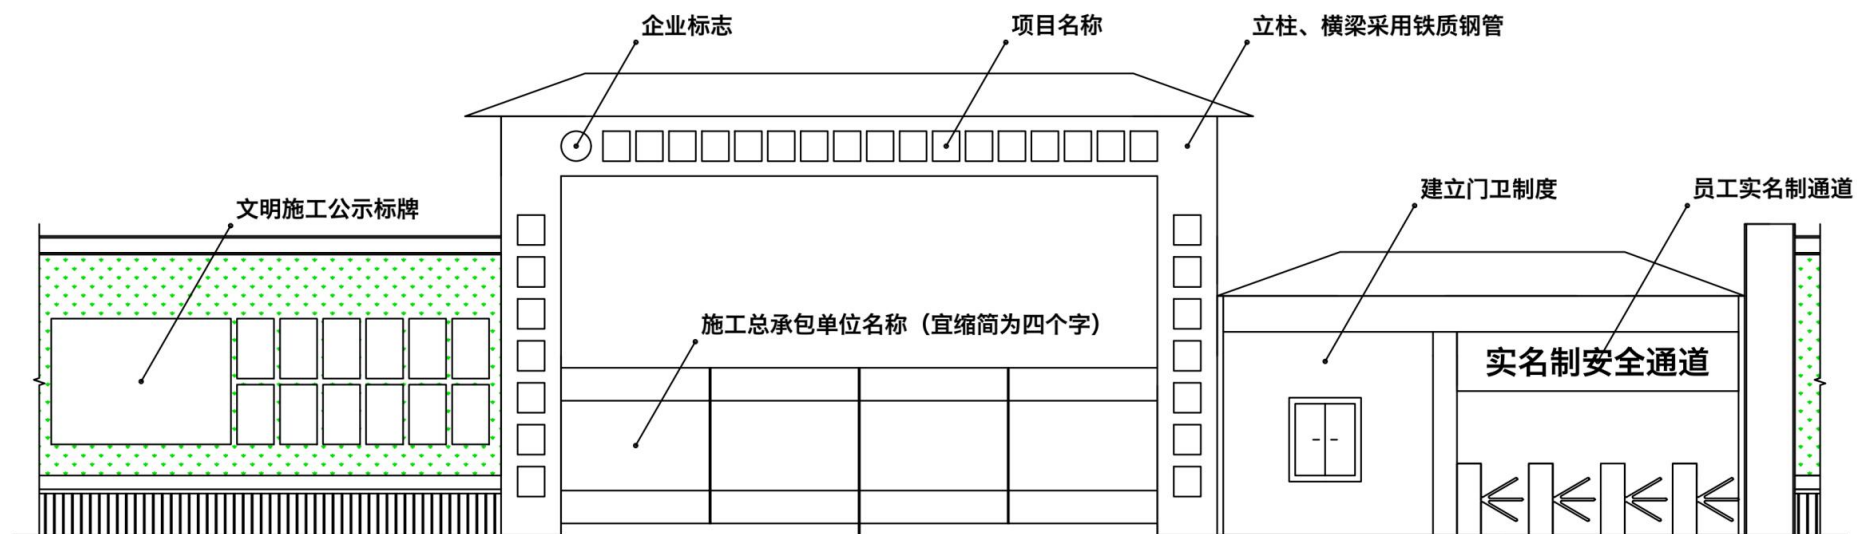 企业标志
项目名称
立柱、横梁采用铁质钢管
文明施工公示标牌
建立门卫制度
员工实名制通道
施工总承包单位名称（宜缩简为四个字）
实名制安全通道